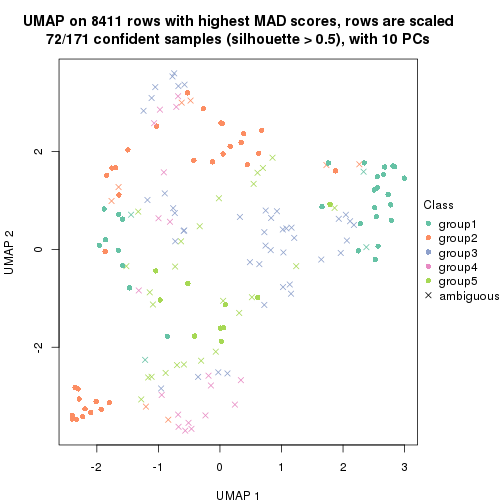 UMAP on 8411 rows with highest MAD scores, rows are scaled
72/171 confident samples (silhouette > 0.5), with 10 PCs
Class
group1
group2
group3
group4
group5
ambiguous
2
0
-2
UMAP 2
-2
-1
0
1
2
3
UMAP 1